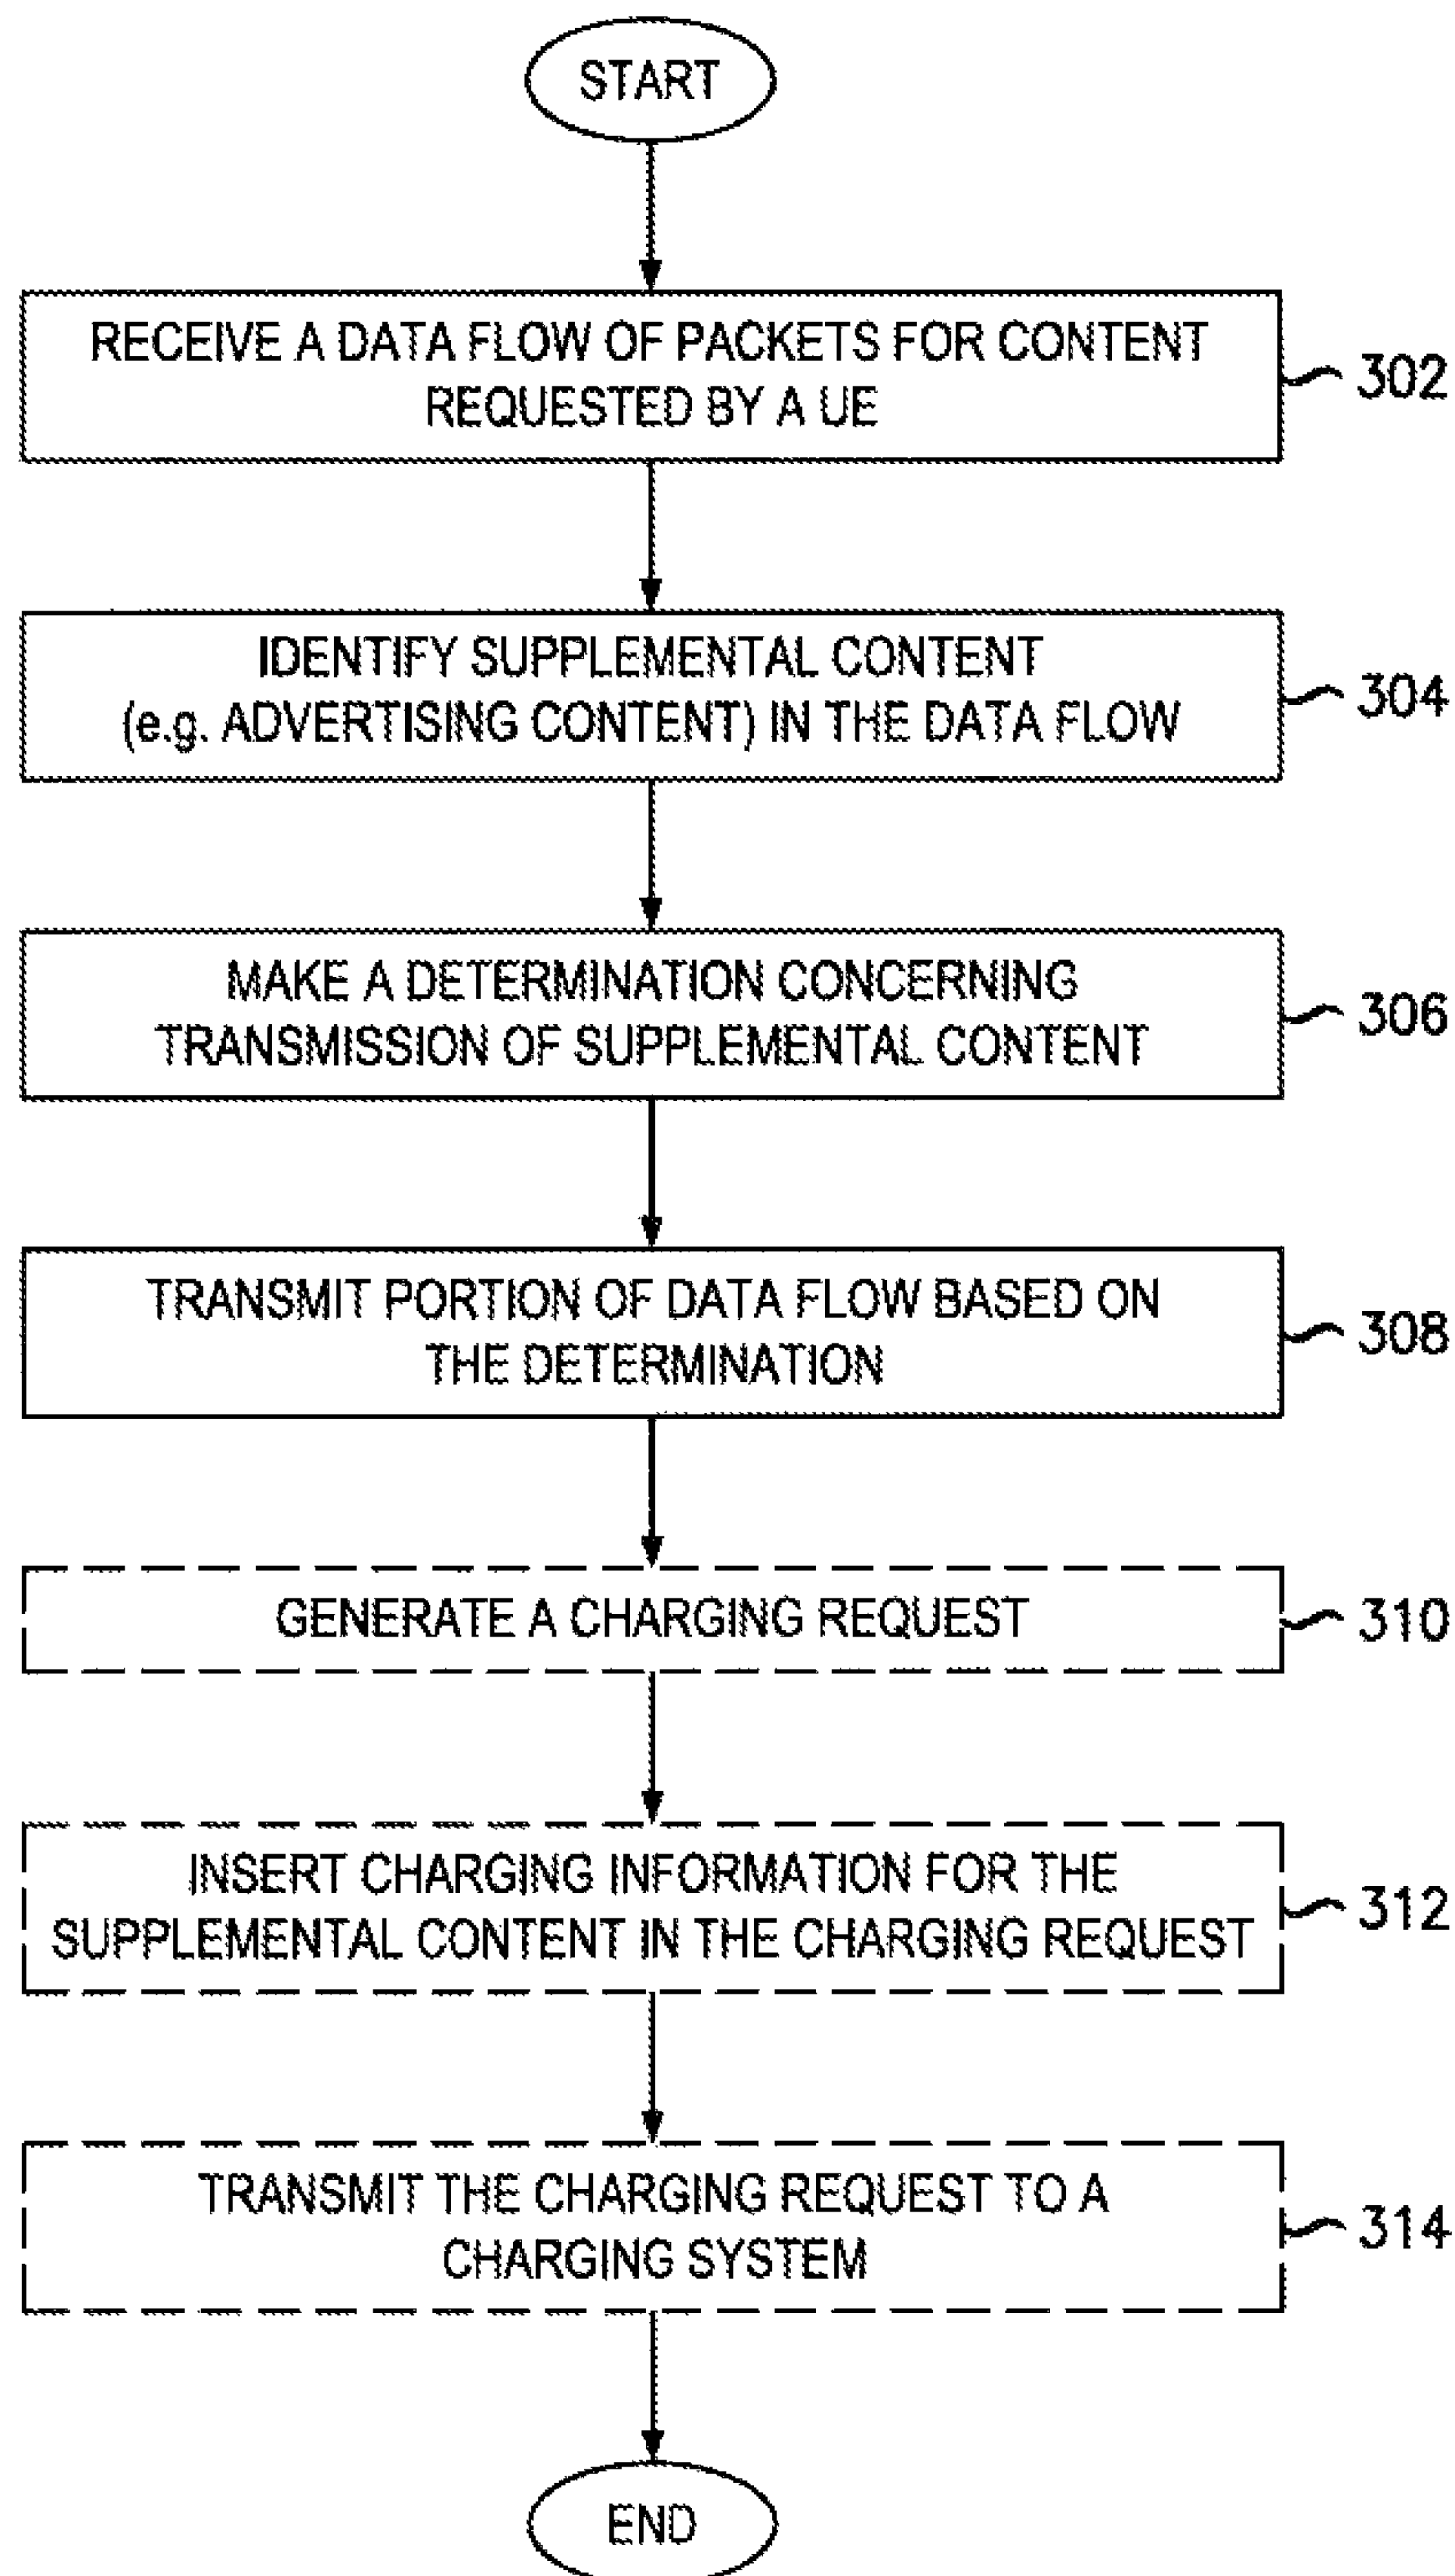 START
RECEIVE A DATA FLOW OF PACKETS FOR CONTENT
REQUESTED BY A UE
302
IDENTIFY SUPPLEMENTAL CONTENT
(e.g. ADVERTISING CONTENT) IN THE DATA FLOW
304
MAKE A DETERMINATION CONCERNING
TRANSMISSION OF SUPPLEMENTAL CONTENT
306
TRANSMIT PORTION OF DATA FLOW BASED ON
THE DETERMINATION
308
GENERATE A CHARGING REQUEST
310
INSERT CHARGING INFORMATION FOR THE
SUPPLEMENTAL CONTENT IN THE CHARGING REQUEST
312
TRANSMIT THE CHARGING REQUEST TO A
CHARGING SYSTEM
314
END